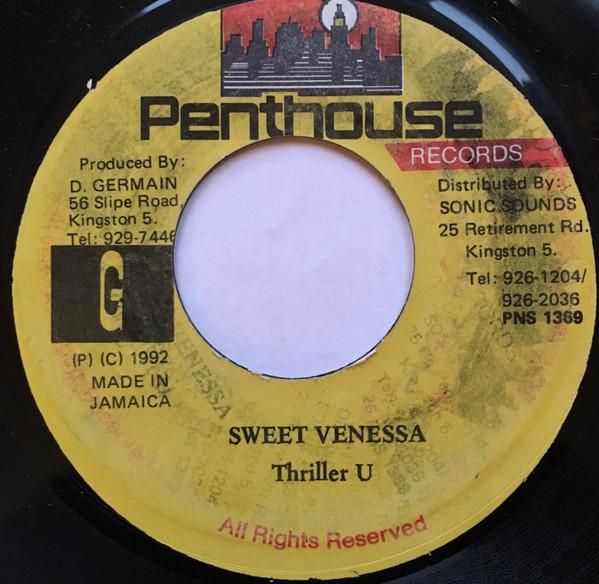 Penthouse
RECORDS
Produced By:
D. GERMAIN
56 Slipe Road,
Kingston 5.
Tel: 929-7446
G
(P) (C) 1992
MADE IN
JAMAICA
Distributed By:
SONIC SOUNDS
25 Retirement Rd.
Kingston 5.
Tel: 926-1204/
926-2036
PNS 1369
VENESSA
SWEET VENESSA
Thriller U
All Rights Reserved